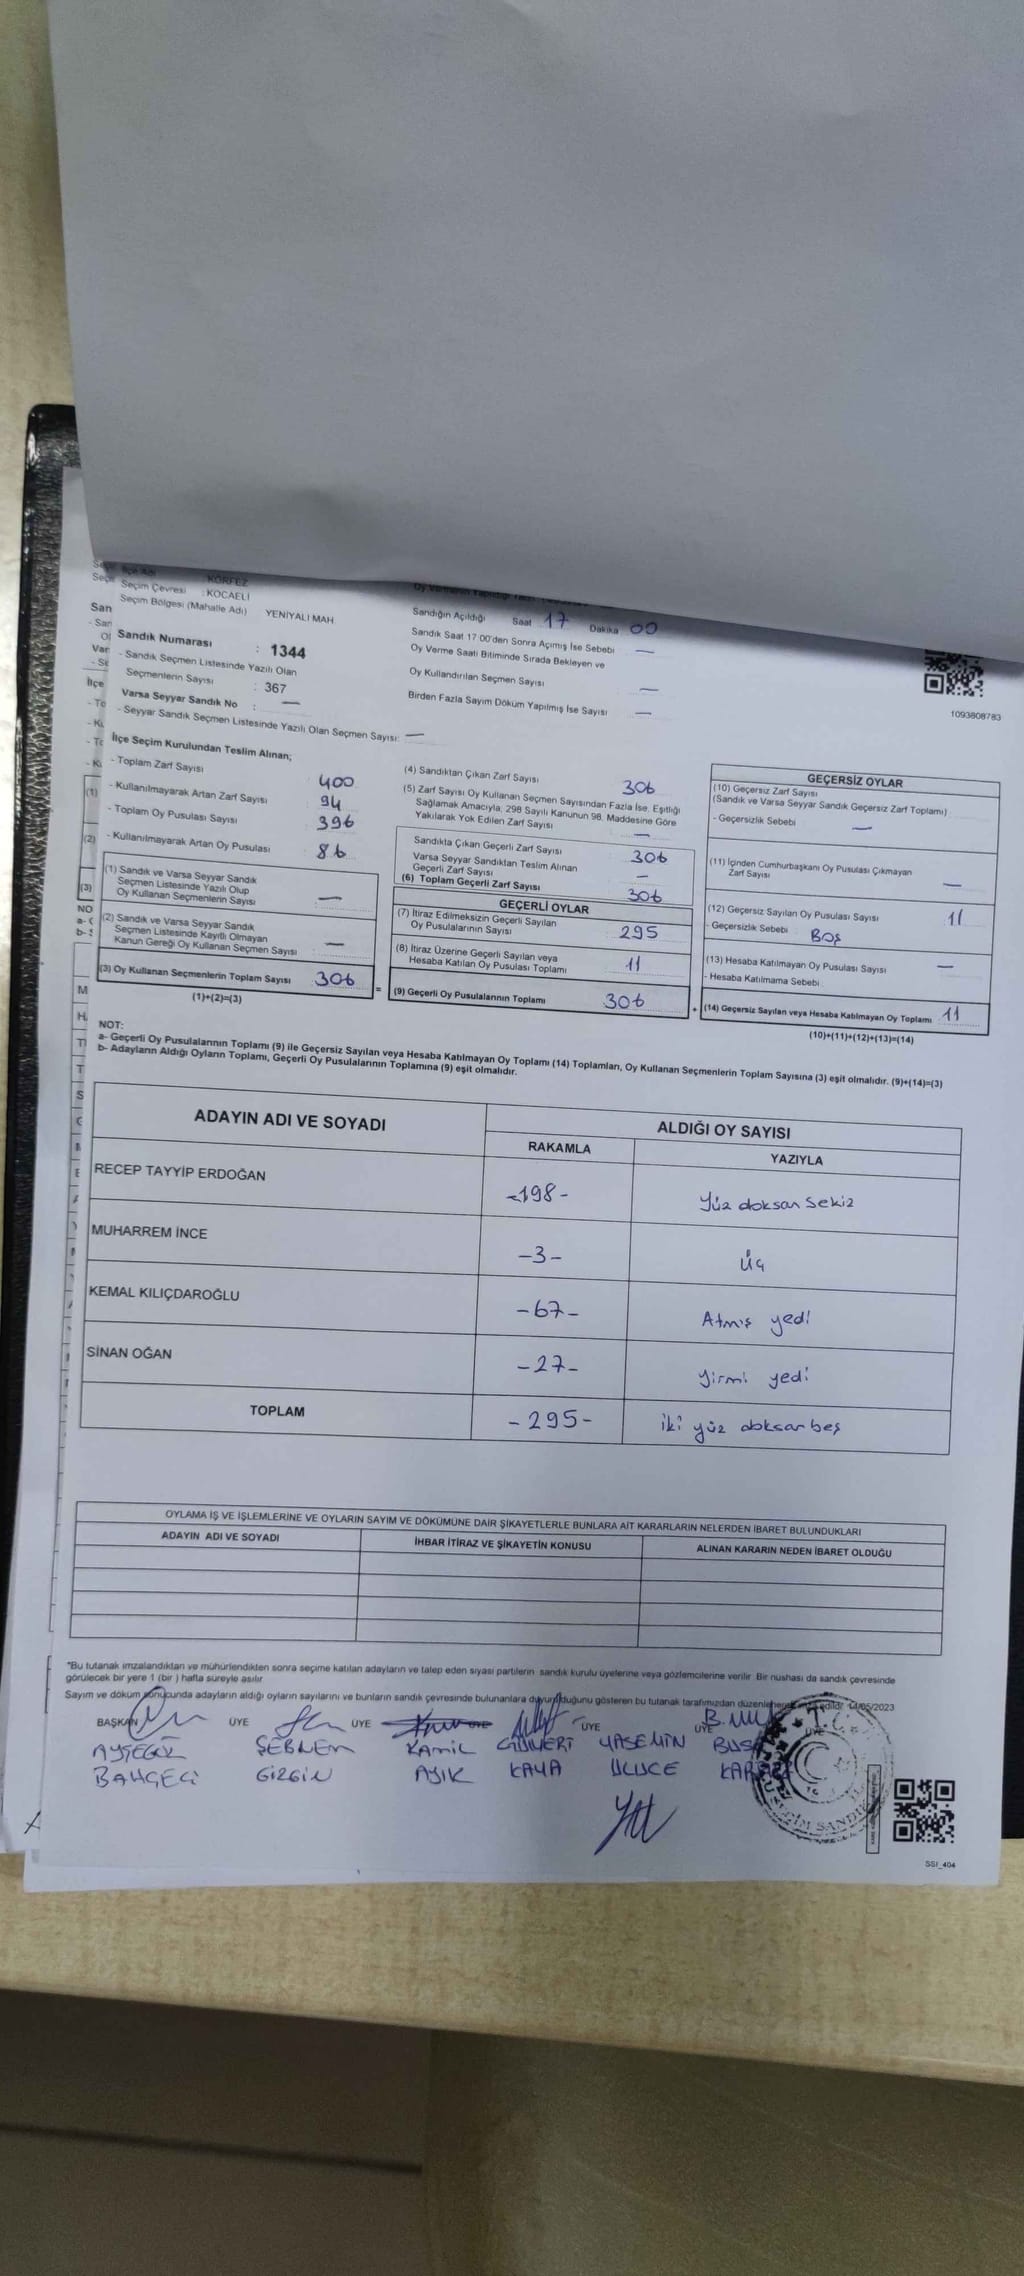 İlçe Adı : KÖRFEZ
Seçim Çevresi : KOCAELİ
Seçim Bölgesi (Mahalle Adı) YENİYALI MAH.
Sandık Numarası : 1344
- Sandık Seçmen Listesinde Yazılı Olan
Seçmenlerin Sayısı : 367
Varsa Seyyar Sandık No : —
- Seyyar Sandık Seçmen Listesinde Yazılı Olan Seçmen Sayısı: —
Sandığın Açıldığı Saat 17 Dakika 00
Sandık Saat 17.00'den Sonra Açımış İse Sebebi —
Oy Verme Saati Bitiminde Sırada Bekleyen ve
Oy Kullandırılan Seçmen Sayısı —
Birden Fazla Sayım Döküm Yapılmış İse Sayısı —
1093808783
İlçe Seçim Kurulundan Teslim Alınan;
- Toplam Zarf Sayısı 400
- Kullanılmayarak Artan Zarf Sayısı 94
- Toplam Oy Pusulası Sayısı 396
- Kullanılmayarak Artan Oy Pusulası 86
(1) Sandık ve Varsa Seyyar Sandık
Seçmen Listesinde Yazılı Olup
Oy Kullanan Seçmenlerin Sayısı : —
(2) Sandık ve Varsa Seyyar Sandık
Seçmen Listesinde Kayıtlı Olmayan
Kanun Gereği Oy Kullanan Seçmen Sayısı : —
(3) Oy Kullanan Seçmenlerin Toplam Sayısı 306
(1)+(2)=(3)
(4) Sandıktan Çıkan Zarf Sayısı 306
(5) Zarf Sayısı Oy Kullanan Seçmen Sayısından Fazla İse, Eşitliği
Sağlamak Amacıyla, 298 Sayılı Kanunun 98. Maddesine Göre
Yakılarak Yok Edilen Zarf Sayısı —
Sandıkta Çıkan Geçerli Zarf Sayısı 306
Varsa Seyyar Sandıktan Teslim Alınan
Geçerli Zarf Sayısı —
(6) Toplam Geçerli Zarf Sayısı 306
GEÇERLİ OYLAR
(7) İtiraz Edilmeksizin Geçerli Sayılan
Oy Pusulalarının Sayısı 295
(8) İtiraz Üzerine Geçerli Sayılan veya
Hesaba Katılan Oy Pusulası Toplamı 11
= (9) Geçerli Oy Pusulalarının Toplamı 306
GEÇERSİZ OYLAR
(10) Geçersiz Zarf Sayısı
(Sandık ve Varsa Seyyar Sandık Geçersiz Zarf Toplamı)
- Geçersizlik Sebebi —
(11) İçinden Cumhurbaşkanı Oy Pusulası Çıkmayan
Zarf Sayısı —
(12) Geçersiz Sayılan Oy Pusulası Sayısı 11
- Geçersizlik Sebebi BOŞ
(13) Hesaba Katılmayan Oy Pusulası Sayısı —
- Hesaba Katılmama Sebebi
+ (14) Geçersiz Sayılan veya Hesaba Katılmayan Oy Toplamı 11
(10)+(11)+(12)+(13)=(14)
NOT:
a- Geçerli Oy Pusulalarının Toplamı (9) ile Geçersiz Sayılan veya Hesaba Katılmayan Oy Toplamı (14) Toplamları, Oy Kullanan Seçmenlerin Toplam Sayısına (3) eşit olmalıdır. (9)+(14)=(3)
b- Adayların Aldığı Oyların Toplamı, Geçerli Oy Pusulalarının Toplamına (9) eşit olmalıdır.
ADAYIN ADI VE SOYADI ALDIĞI OY SAYISI
RAKAMLA YAZIYLA
RECEP TAYYİP ERDOĞAN -198- Yüz doksan sekiz
MUHARREM İNCE -3- Üç
KEMAL KILIÇDAROĞLU -67- Atmış yedi
SİNAN OĞAN -27- yirmi yedi
TOPLAM -295- iki yüz doksan beş
OYLAMA İŞ VE İŞLEMLERİNE VE OYLARIN SAYIM VE DÖKÜMÜNE DAİR ŞİKAYETLERLE BUNLARA AİT KARARLARIN NELERDEN İBARET BULUNDUKLARI
ADAYIN ADI VE SOYADI İHBAR İTİRAZ VE ŞİKAYETİN KONUSU ALINAN KARARIN NEDEN İBARET OLDUĞU
*Bu tutanak imzalandıktan ve mühürlendikten sonra seçime katılan adayların ve talep eden siyasi partilerin sandık kurulu üyelerine veya gözlemcilerine verilir. Bir nüshası da sandık çevresinde
görülecek bir yere 1 (bir ) hafta süreyle asılır.
Sayım ve döküm sonucunda adayların aldığı oyların sayılarını ve bunların sandık çevresinde bulunanlara duyurulduğunu gösteren bu tutanak tarafımızdan 14/05/2023
BAŞKAN ÜYE ÜYE ÜYE ÜYE ÜYE
AYŞEGÜL ŞEBNEM KAMİL YASEMİN
BAHÇECİ GİZGİN AYIK KAYA ULUCE
SSI_404